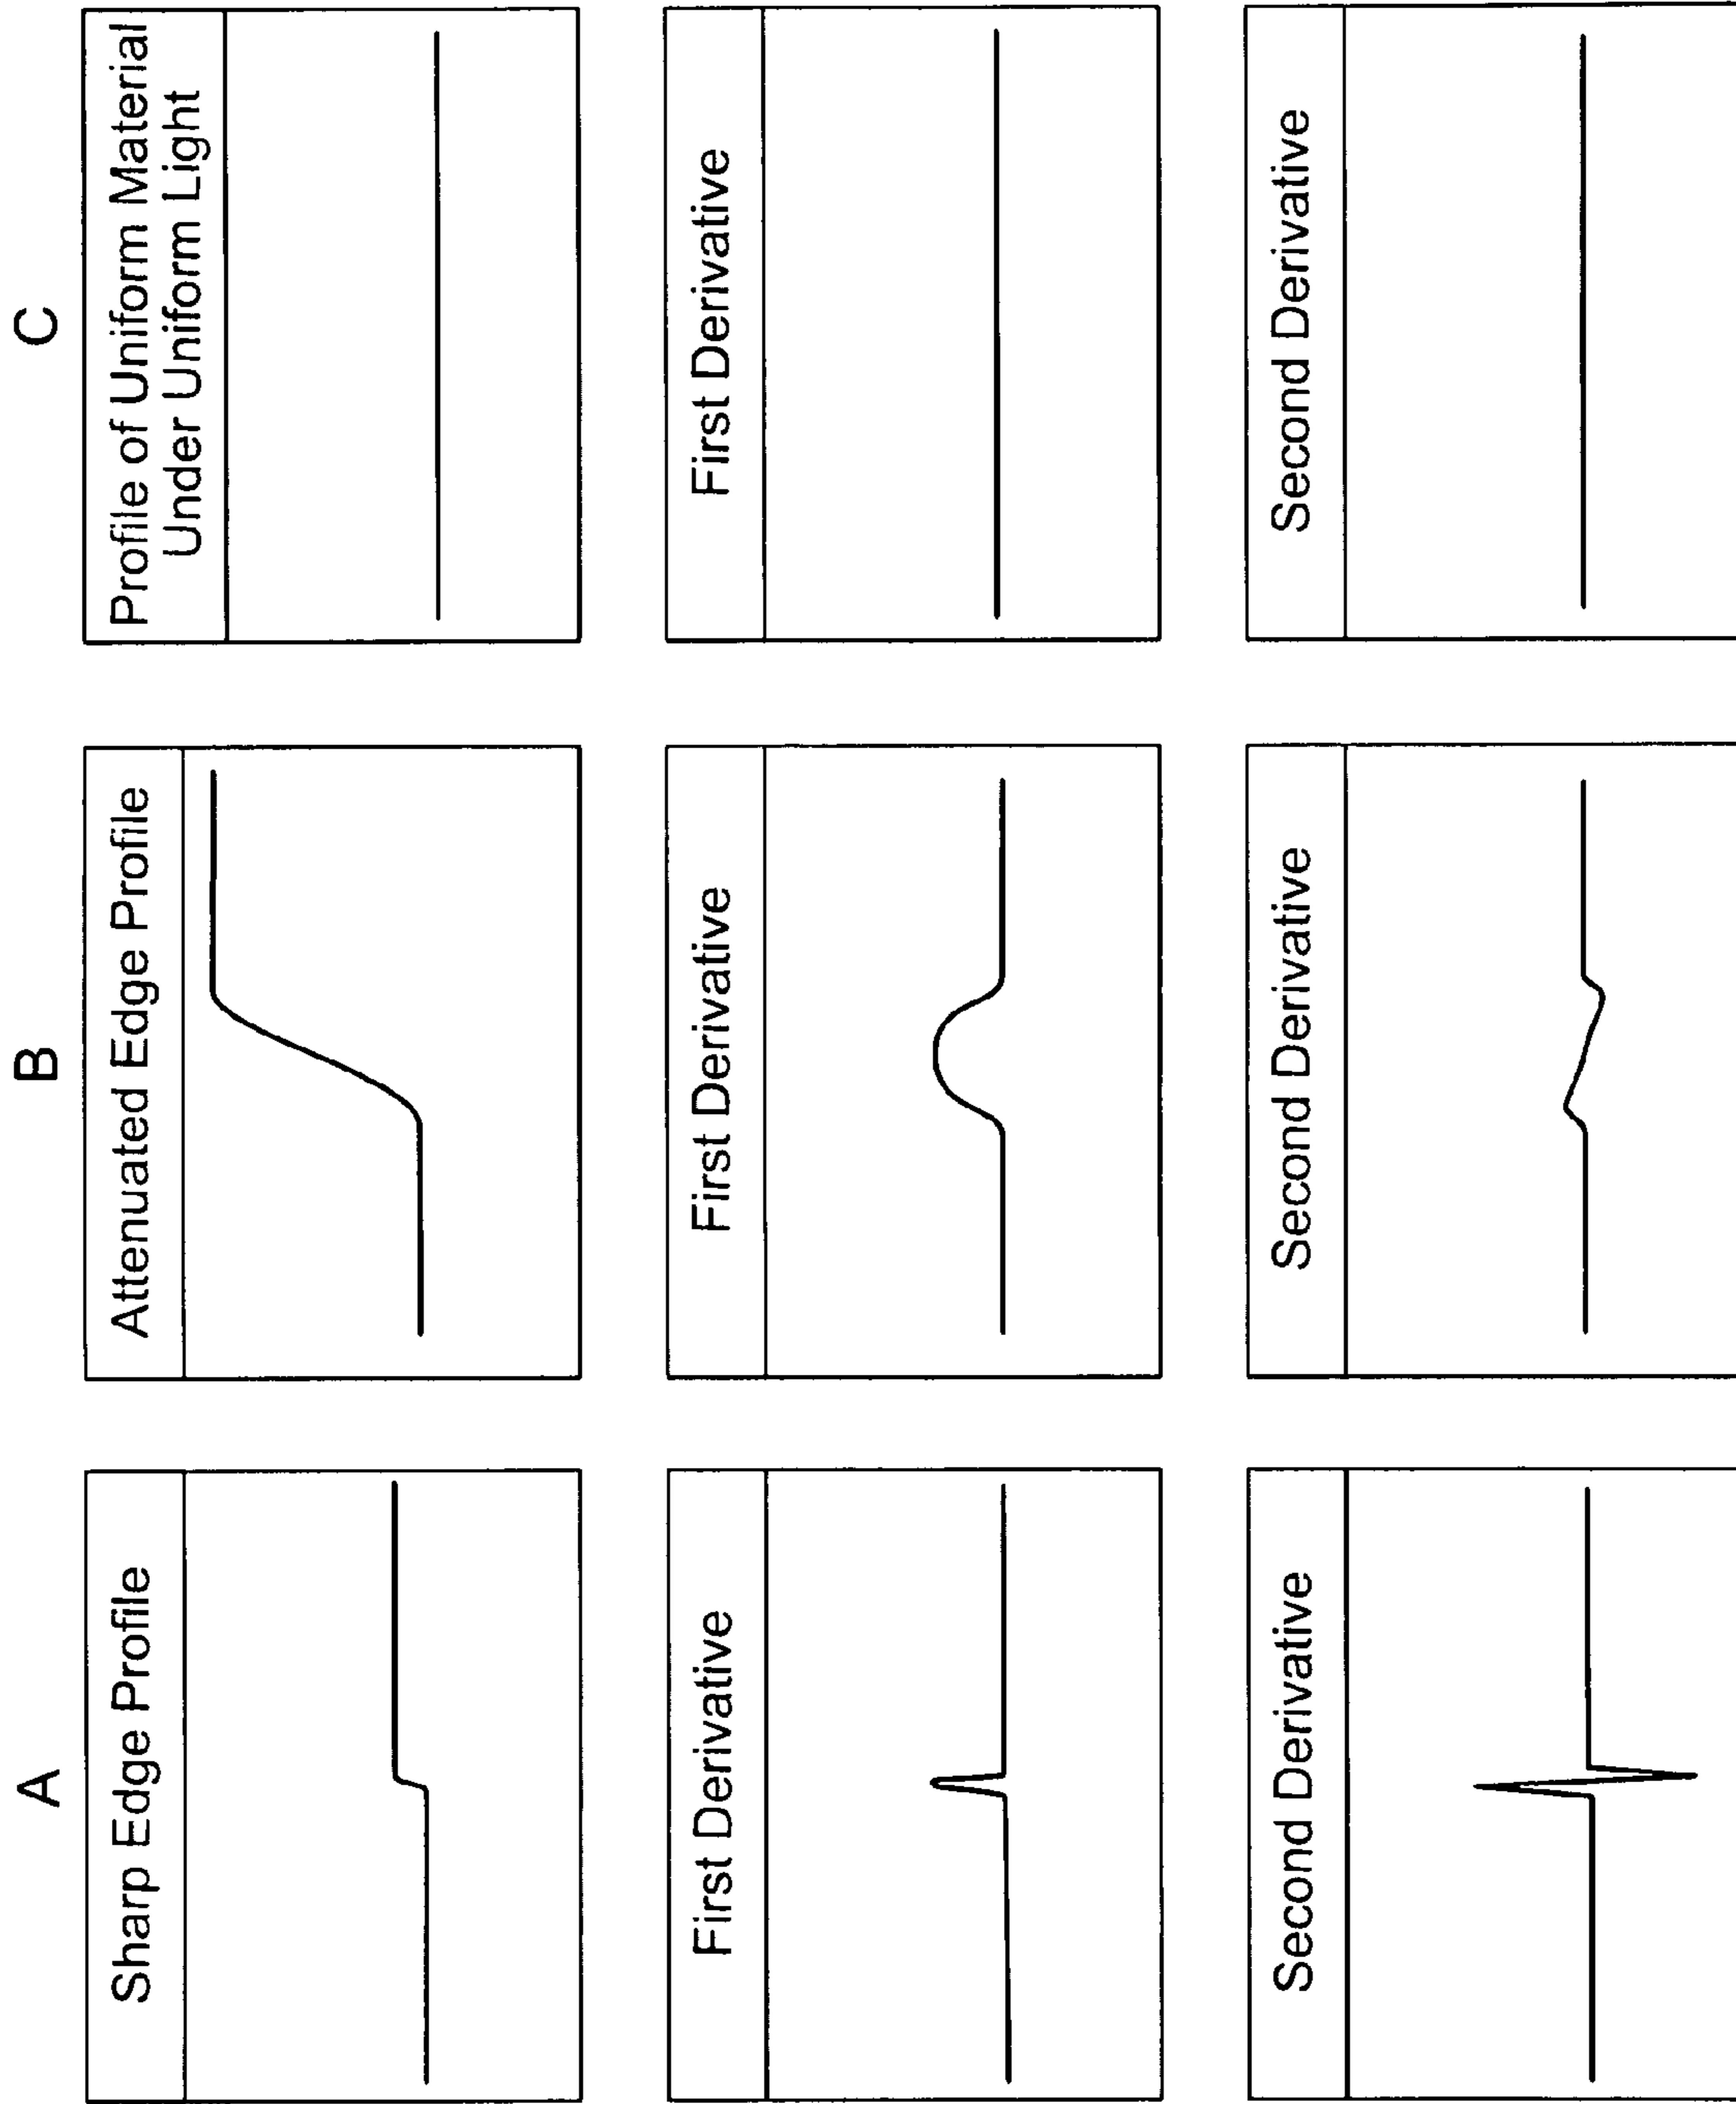 A
B
C
Sharp Edge Profile
Attenuated Edge Profile
Profile of Uniform Material
Under Uniform Light
First Derivative
First Derivative
First Derivative
Second Derivative
Second Derivative
Second Derivative